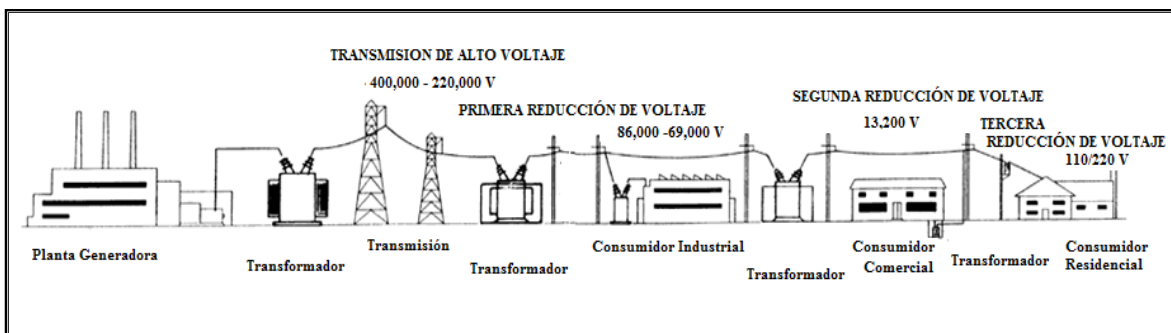 TRANSMISION DE ALTO VOLTAJE
400,000 - 220,000 V
PRIMERA REDUCCIÓN DE VOLTAJE
86,000 -69,000 V
SEGUNDA REDUCCIÓN DE VOLTAJE
13,200 V
TERCERA
REDUCCIÓN DE VOLTAJE
110/220 V
Planta Generadora
Transformador
Transmisión
Transformador
Consumidor Industrial
Transformador
Consumidor
Comercial
Transformador
Consumidor
Residencial